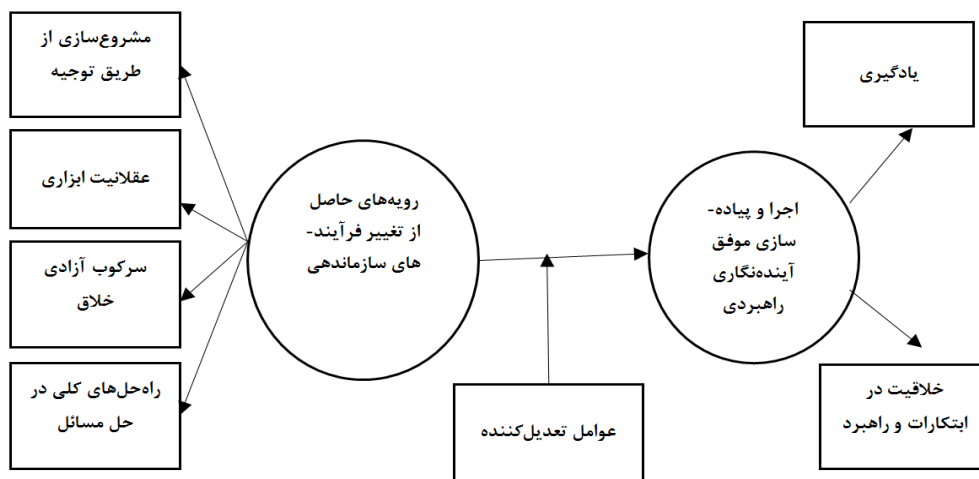 مشروع‌سازی از
طریق توجیه
عقلانیت ابزاری
سرکوب آزادی
خلاق
راه‌حل‌های کلی در
حل مسائل
رویه‌های حاصل
از تغییر فرآیند-
های سازماندهی
عوامل تعدیل‌کننده
اجرا و پیاده-
سازی موفق
آینده‌نگاری
راهبردی
یادگیری
خلاقیت در
ابتکارات و راهبرد